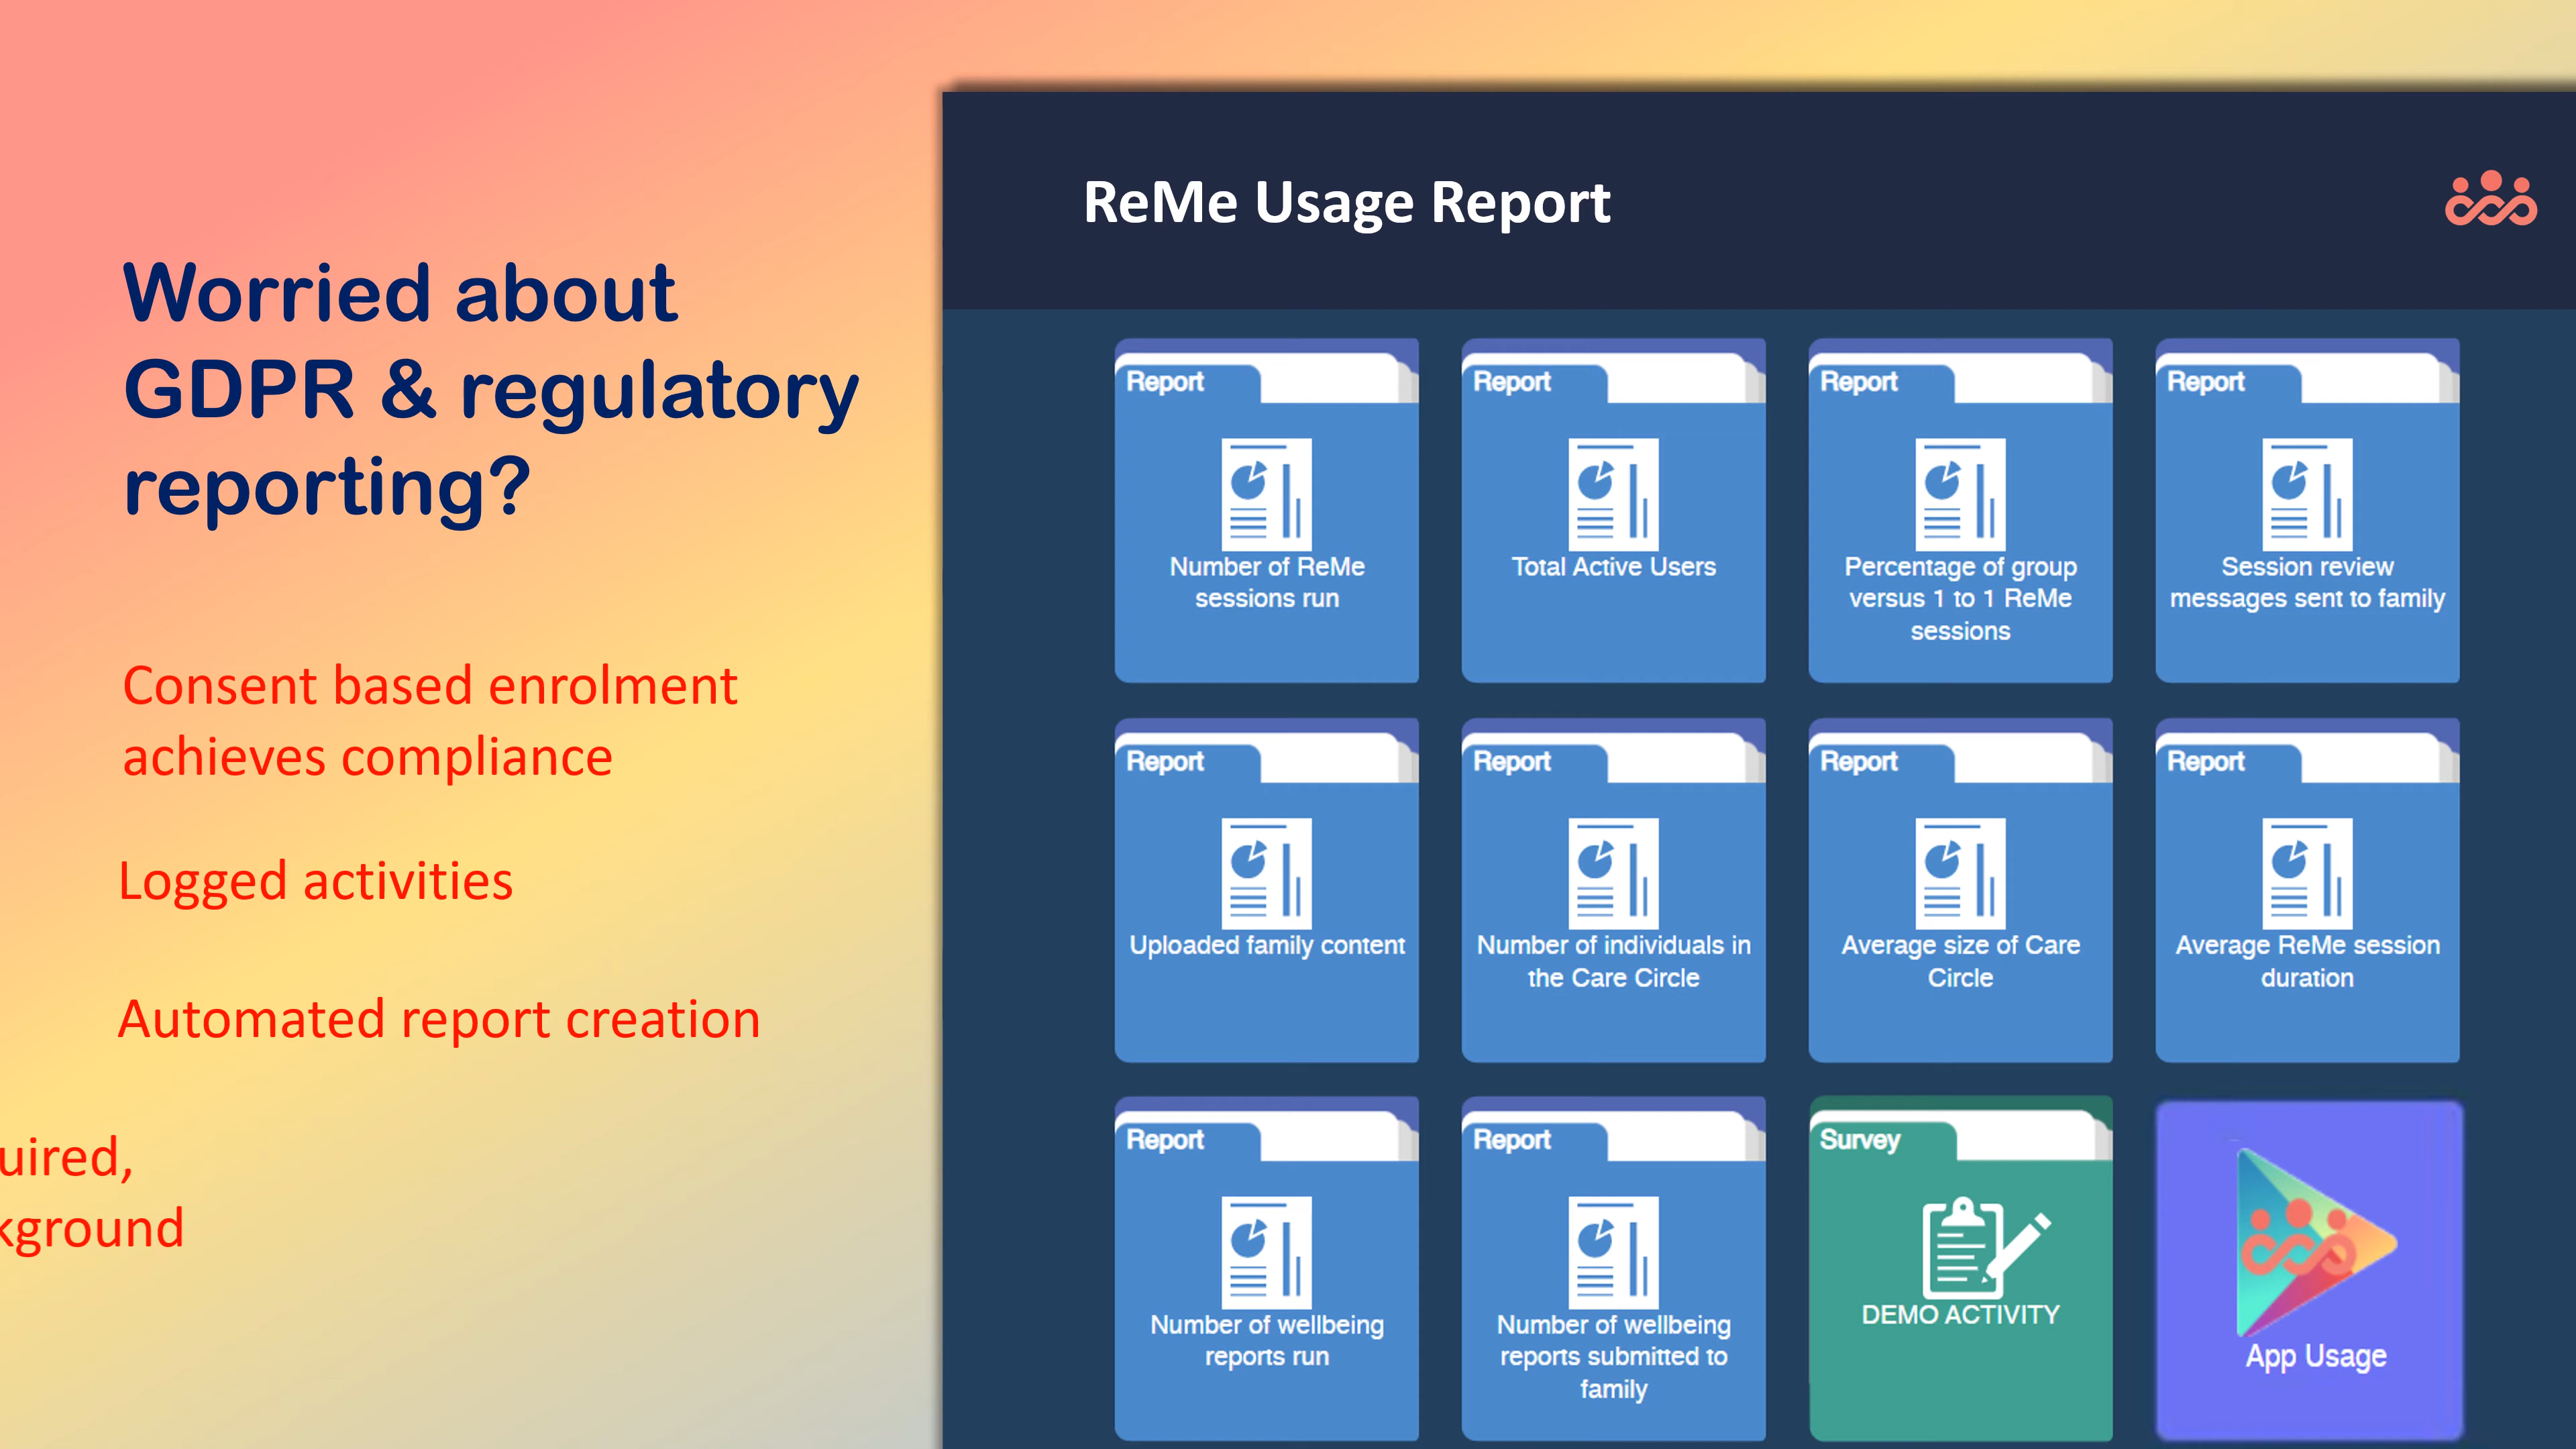 Worried about
GDPR & regulatory
reporting?
Consent based enrolment
achieves compliance
Logged activities
Automated report creation
uired,
kground
ReMe Usage Report
Report
Number of ReMe
sessions run
Report
Total Active Users
Report
Percentage of group
versus 1 to 1 ReMe
sessions
Report
Session review
messages sent to family
Report
Uploaded family content
Report
Number of individuals in
the Care Circle
Report
Average size of Care
Circle
Report
Average ReMe session
duration
Report
Number of wellbeing
reports run
Report
Number of wellbeing
reports submitted to
family
Survey
DEMO ACTIVITY
App Usage